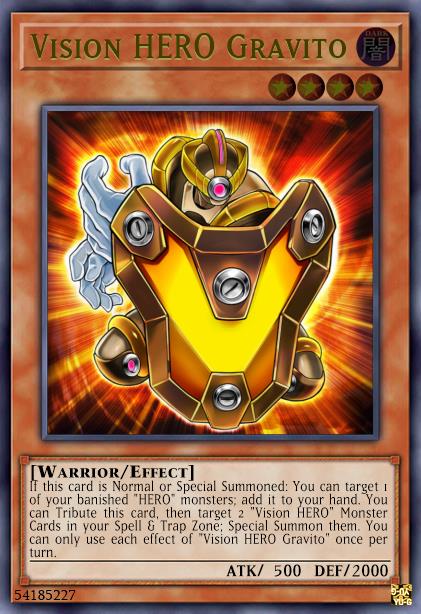 Vision HERO Gravito
DARK
闇
[Warrior/Effect]
If this card is Normal or Special Summoned: You can target 1
of your banished "HERO" monsters; add it to your hand. You
can Tribute this card, then target 2 "Vision HERO" Monster
Cards in your Spell & Trap Zone; Special Summon them. You
can only use each effect of "Vision HERO Gravito" once per
turn.
ATK/ 500 DEF/2000
54185227